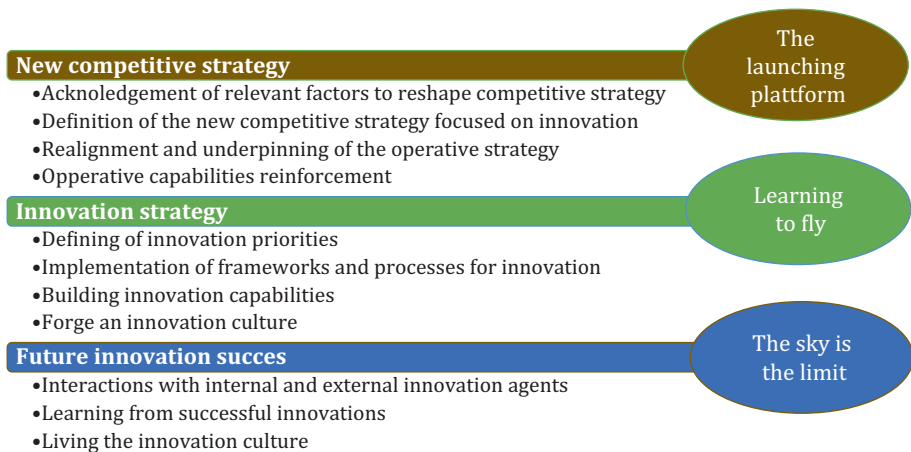 The
launching
plattform
New competitive strategy
•Acknoledgement of relevant factors to reshape competitive strategy
•Definition of the new competitive strategy focused on innovation
•Realignment and underpinning of the operative strategy
•Opperative capabilities reinforcement
Learning
to fly
Innovation strategy
•Defining of innovation priorities
•Implementation of frameworks and processes for innovation
•Building innovation capabilities
•Forge an innovation culture
The sky is
the limit
Future innovation succes
•Interactions with internal and external innovation agents
•Learning from successful innovations
•Living the innovation culture